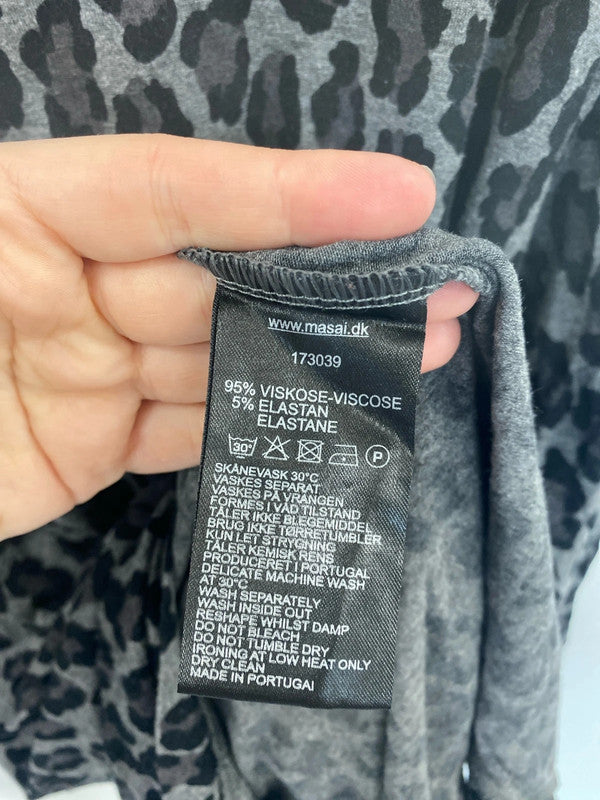 www.masai.dk
173039
95% VISKOSE-VISCOSE
5% ELASTAN
ELASTANE
30° P
SKÅNEVASK 30°C
VASKES SEPARAT
VASKES PÅ VRANGEN
FORMES I VÅD TILSTAND
TÅLER IKKE BLEGEMIDDEL
BRUG IKKE TØRRETUMBLER
KUN LET STRYGNING
TÅLER KEMISK RENS
PRODUCERET I PORTUGAL
DELICATE MACHINE WASH
AT 30°C
WASH SEPARATELY
WASH INSIDE OUT
RESHAPE WHILST DAMP
DO NOT BLEACH
DO NOT TUMBLE DRY
IRONING AT LOW HEAT ONLY
DRY CLEAN
MADE IN PORTUGAL